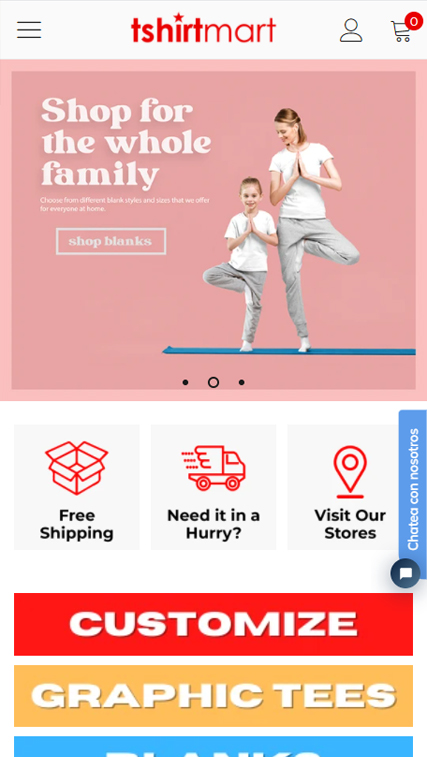 tshirtmart
0
Shop for
the whole
family
Choose from different blank styles and sizes that we offer
for everyone at home.
shop blanks
Free
Shipping
Need it in a
Hurry?
Visit Our
Stores
Chatea con nosotros
CUSTOMIZE
GRAPHIC TEES
BLANKS